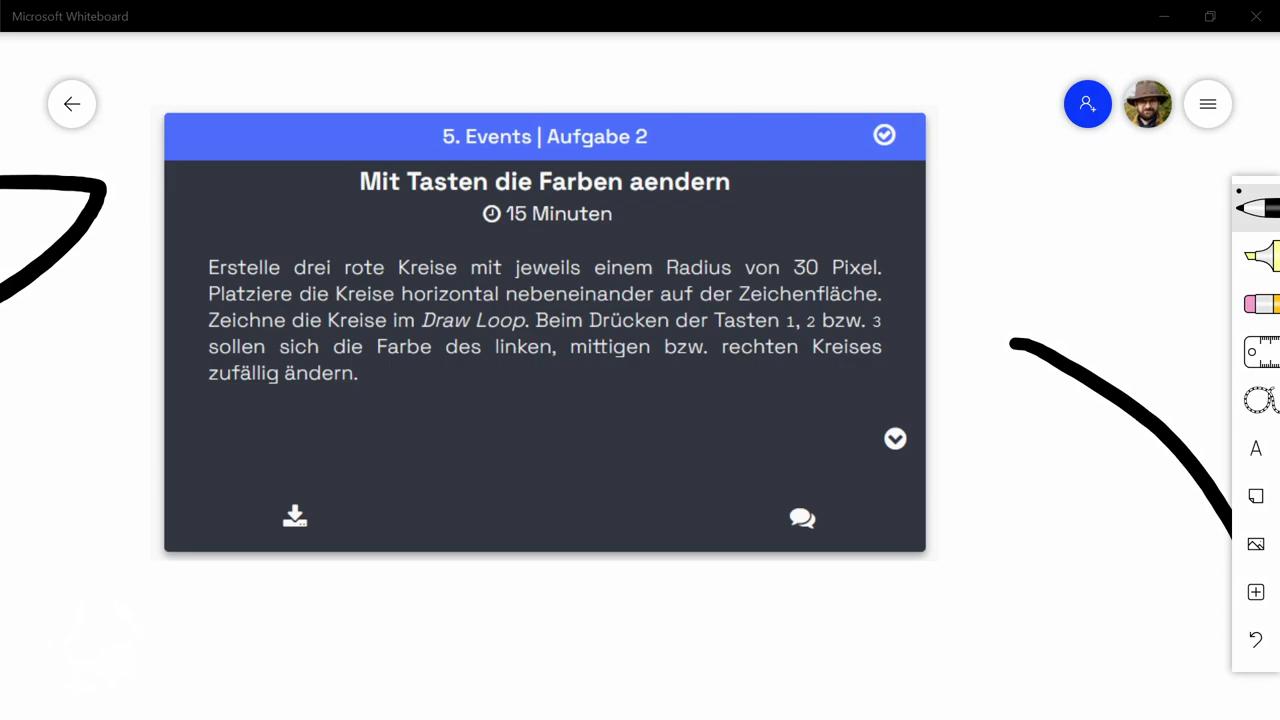 Microsoft Whiteboard
5. Events | Aufgabe 2
Mit Tasten die Farben aendern
15 Minuten
Erstelle drei rote Kreise mit jeweils einem Radius von 30 Pixel.
Platziere die Kreise horizontal nebeneinander auf der Zeichenfläche.
Zeichne die Kreise im Draw Loop. Beim Drücken der Tasten 1, 2 bzw. 3
sollen sich die Farbe des linken, mittigen bzw. rechten Kreises
zufällig ändern.
A